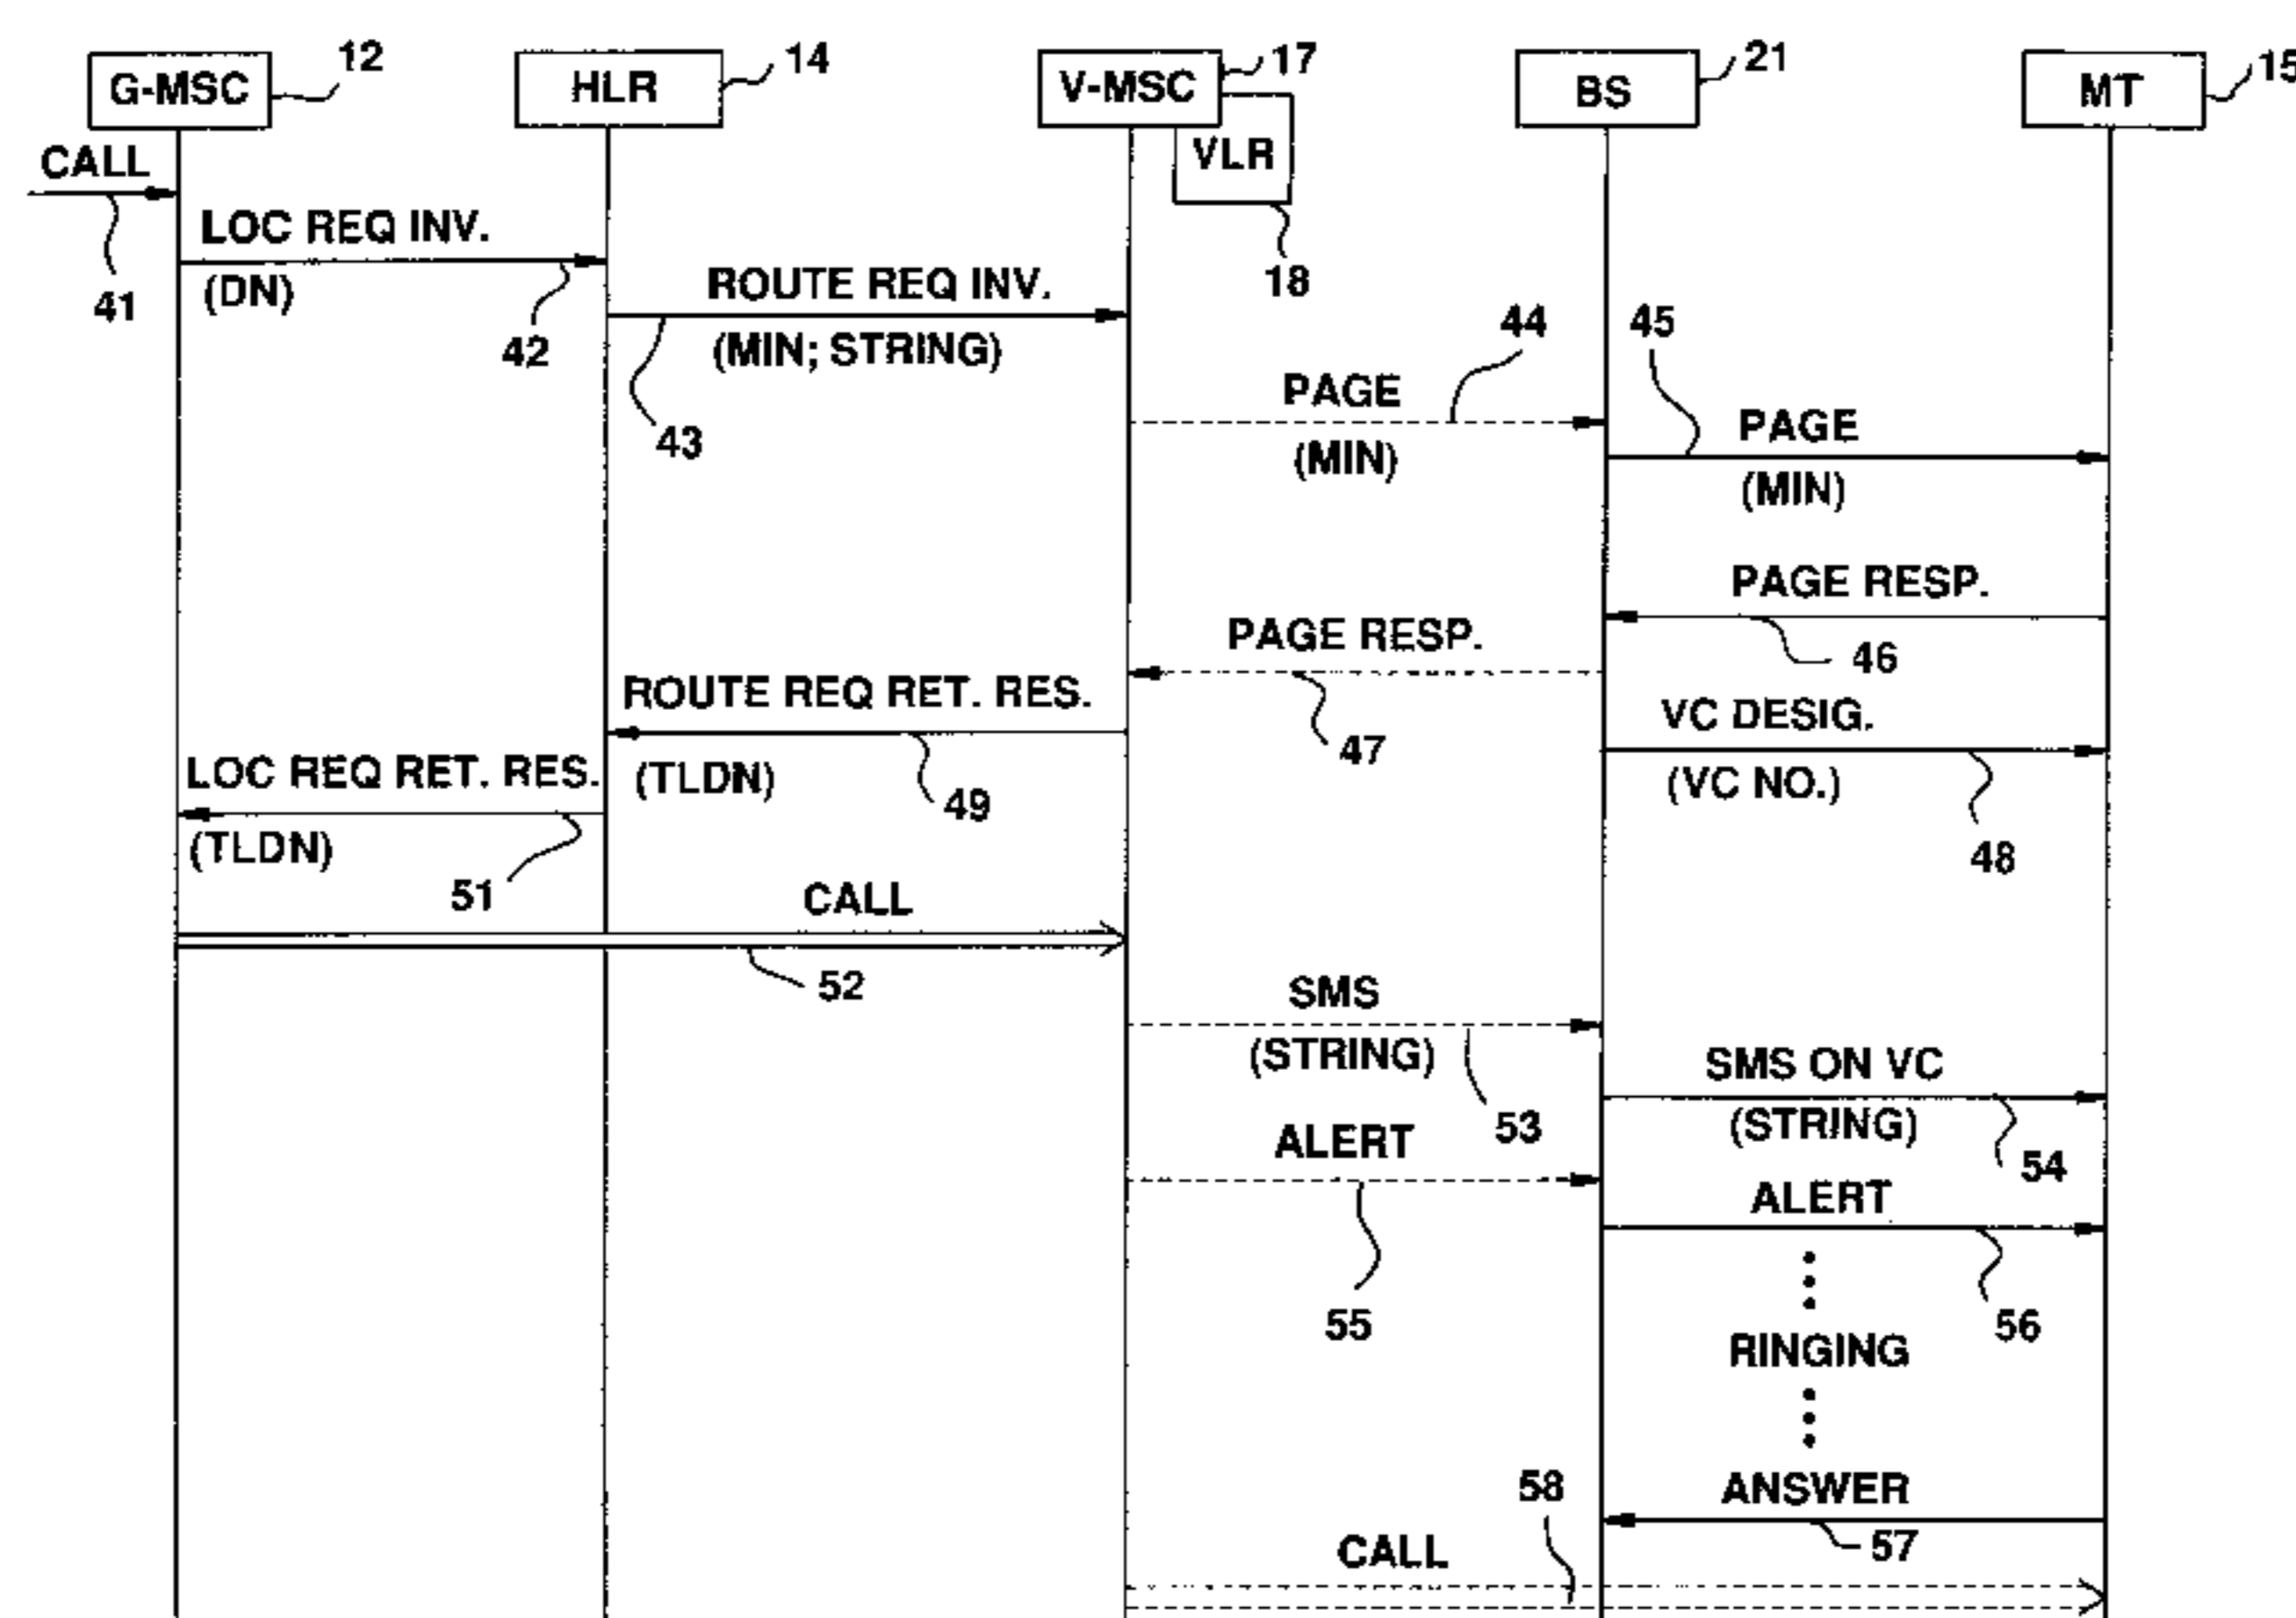 G-MSC
12
HLR
14
V-MSC
17
BS
21
MT
15
VLR
18
CALL
41
LOC REQ INV.
(DN)
42
ROUTE REQ INV.
(MIN; STRING)
43
PAGE
(MIN)
44
45
PAGE
(MIN)
PAGE RESP.
46
PAGE RESP.
47
VC DESIG.
(VC NO.)
48
ROUTE REQ RET. RES.
(TLDN)
49
LOC REQ RET. RES.
(TLDN)
51
CALL
52
SMS
(STRING)
53
SMS ON VC
(STRING)
54
ALERT
55
ALERT
56
RINGING
ANSWER
57
58
CALL